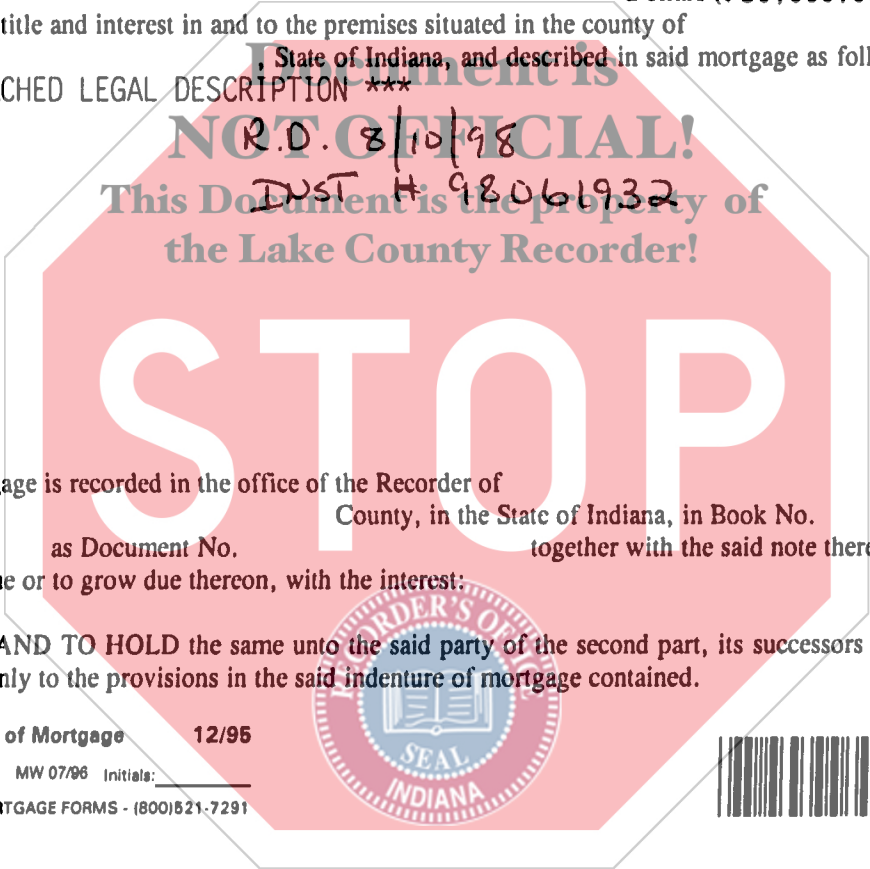 title and interest in and to the premises situated in the county of
, State of Indiana, and described in said mortgage as foll
CHED LEGAL DESCRIPTION ***
Document is
NOT OFFICIAL!
This Document is the property of
the Lake County Recorder!
R.D. 8/10/98
INST # 98061932
STOP
age is recorded in the office of the Recorder of
County, in the State of Indiana, in Book No.
as Document No. together with the said note there
e or to grow due thereon, with the interest:
AND TO HOLD the same unto the said party of the second part, its successors
nly to the provisions in the said indenture of mortgage contained.
RECORDER'S OFFICE
SEAL
INDIANA
of Mortgage 12/95
MW 07/96 Initials:
TGAGE FORMS - (800)521-7291